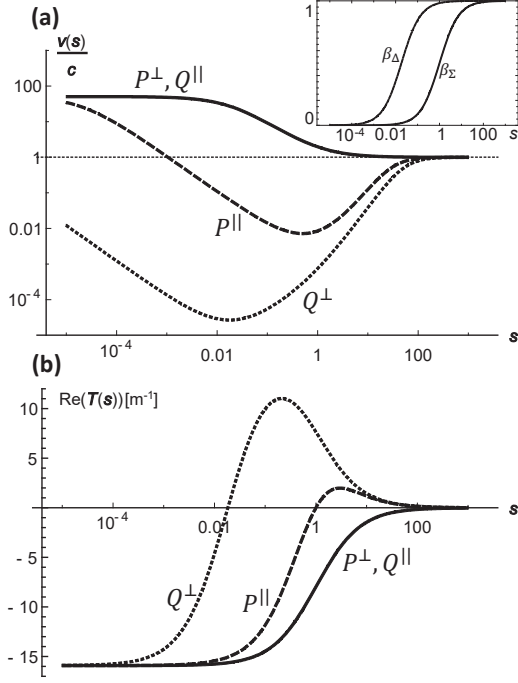 (a)
v(s)
c
P⊥, Q||
100
1
0.01
10⁻⁴
P||
Q⊥
10⁻⁴ 0.01 1 100 s
1
βΔ
βΣ
0
10⁻⁴ 0.01 1 100 s
(b)
Re(T(s))[m⁻¹]
10
5
10⁻⁴ 0.01 1 100 s
- 5
- 10
- 15
Q⊥
P||
P⊥, Q||